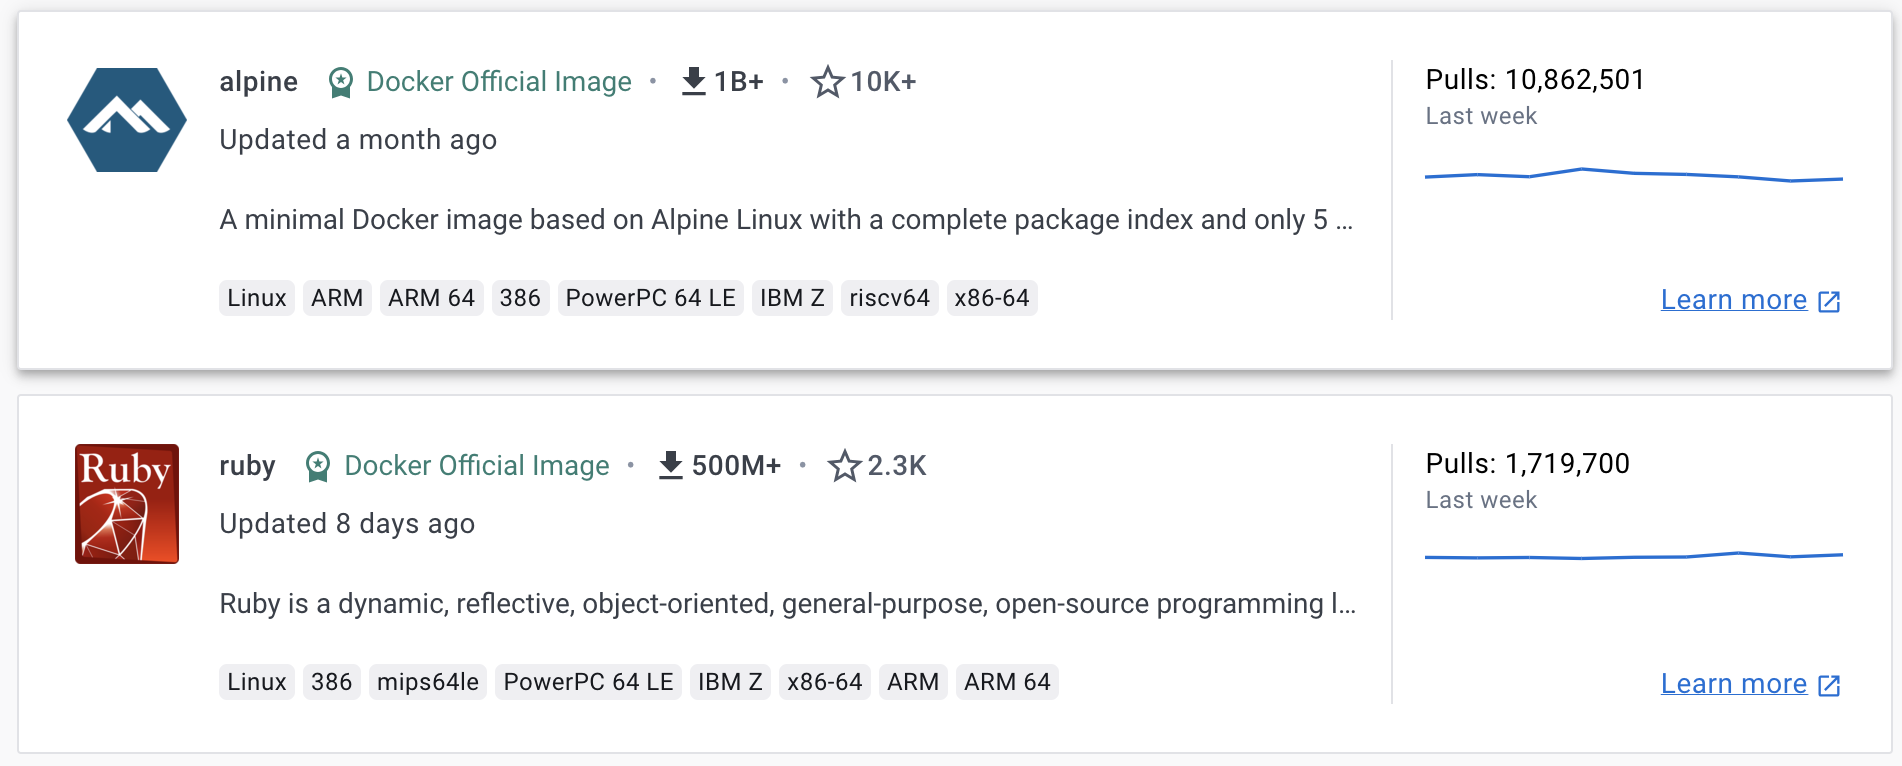 alpine Docker Official Image • 1B+ • 10K+
Updated a month ago
A minimal Docker image based on Alpine Linux with a complete package index and only 5 ...
Linux ARM ARM 64 386 PowerPC 64 LE IBM Z riscv64 x86-64
Pulls: 10,862,501
Last week
Learn more
Ruby
ruby Docker Official Image • 500M+ • 2.3K
Updated 8 days ago
Ruby is a dynamic, reflective, object-oriented, general-purpose, open-source programming l...
Linux 386 mips64le PowerPC 64 LE IBM Z x86-64 ARM ARM 64
Pulls: 1,719,700
Last week
Learn more